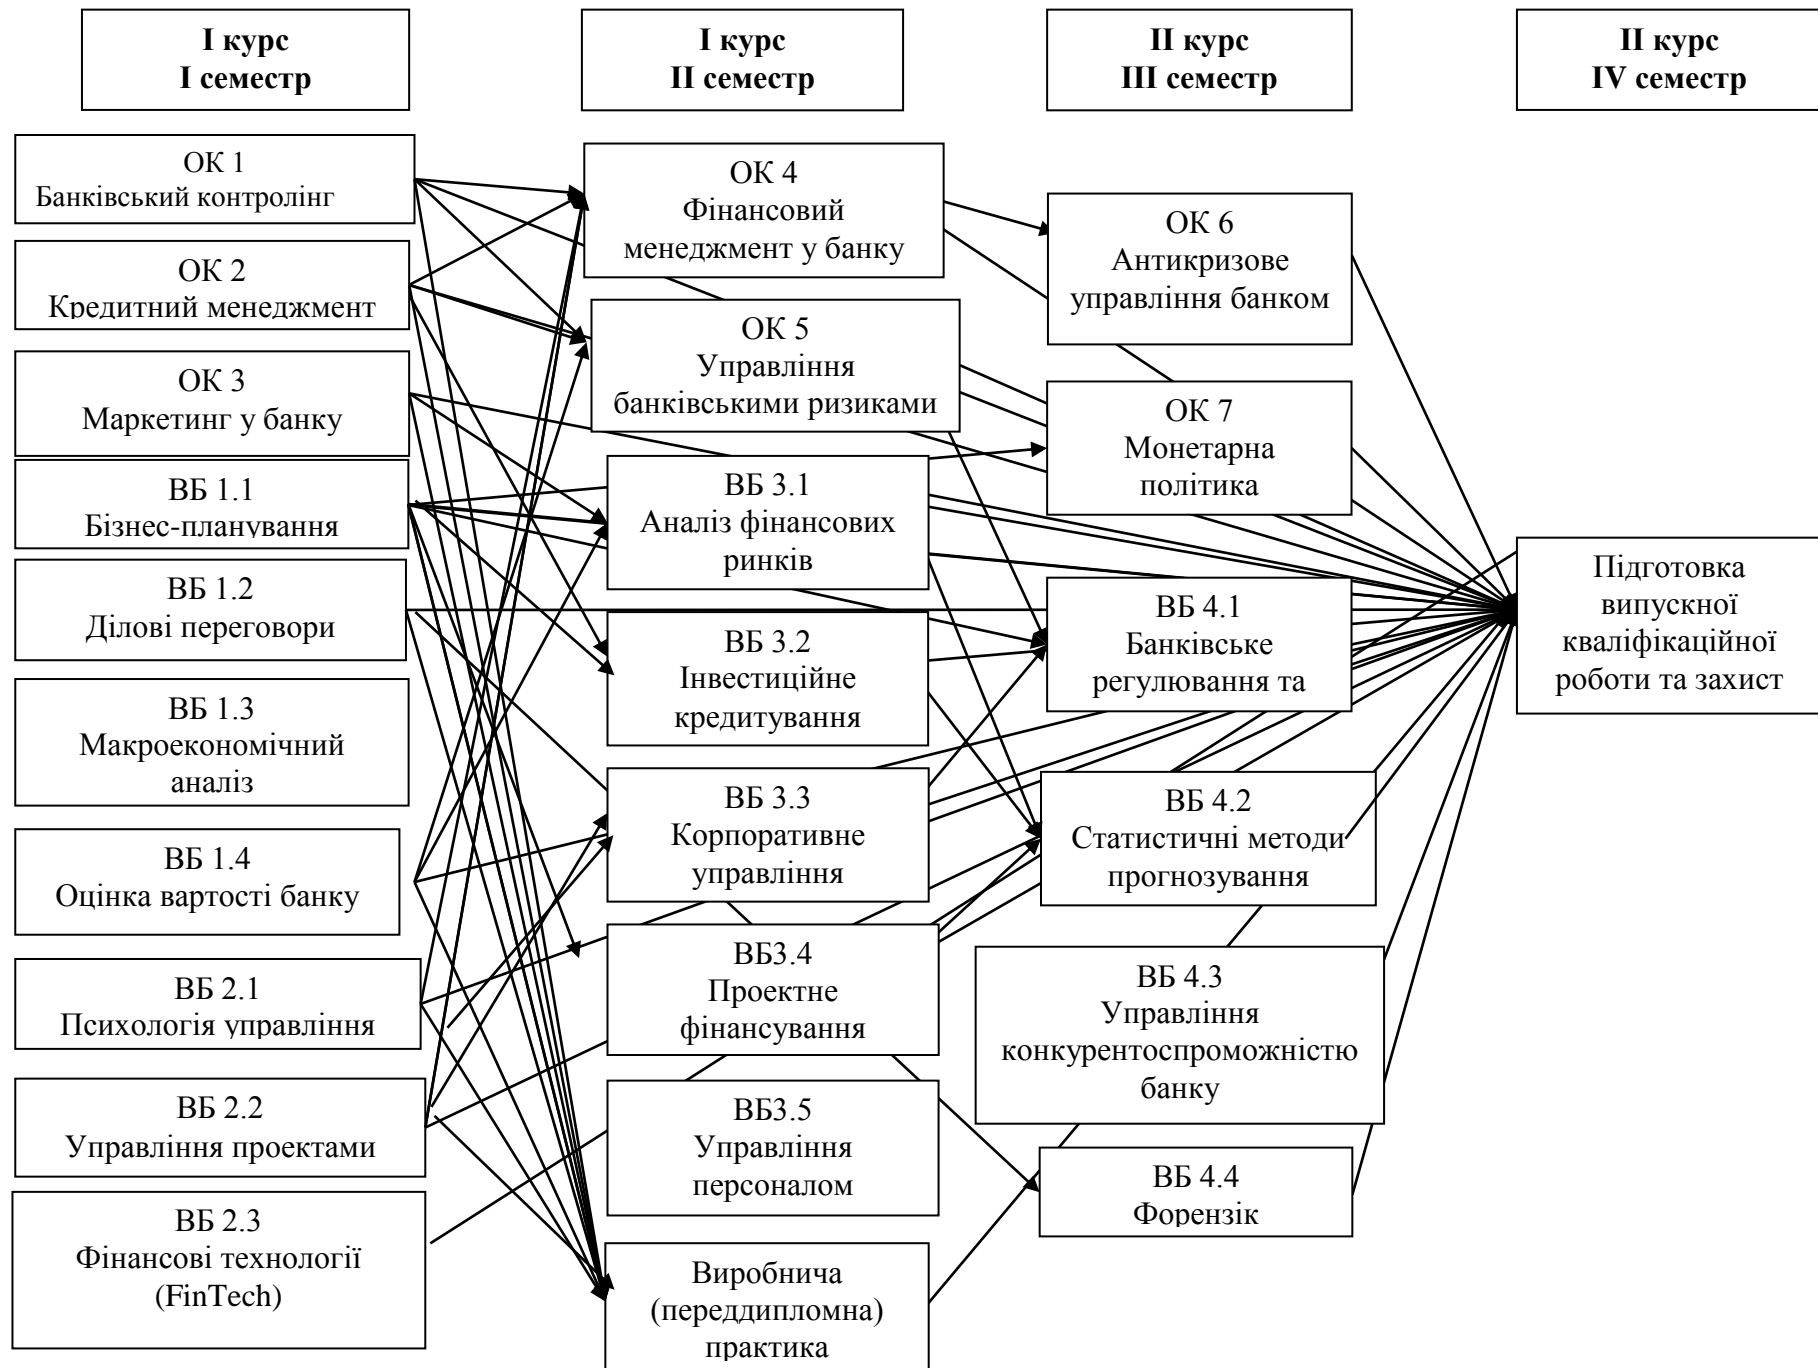 І курс
І семестр
І курс
ІІ семестр
ІІ курс
ІІІ семестр
ІІ курс
IV семестр
ОК 1
Банківський контролінг
ОК 2
Кредитний менеджмент
ОК 3
Маркетинг у банку
ВБ 1.1
Бізнес-планування
ВБ 1.2
Ділові переговори
ВБ 1.3
Макроекономічний
аналіз
ВБ 1.4
Оцінка вартості банку
ВБ 2.1
Психологія управління
ВБ 2.2
Управління проектами
ВБ 2.3
Фінансові технології
(FinTech)
ОК 4
Фінансовий
менеджмент у банку
ОК 5
Управління
банківськими ризиками
ВБ 3.1
Аналіз фінансових
ринків
ВБ 3.2
Інвестиційне
кредитування
ВБ 3.3
Корпоративне
управління
ВБ3.4
Проектне
фінансування
ВБ3.5
Управління
персоналом
Виробнича
(переддипломна)
практика
ОК 6
Антикризове
управління банком
ОК 7
Монетарна
політика
ВБ 4.1
Банківське
регулювання та
ВБ 4.2
Статистичні методи
прогнозування
ВБ 4.3
Управління
конкурентоспроможністю
банку
ВБ 4.4
Форензік
Підготовка
випускної
кваліфікаційної
роботи та захист